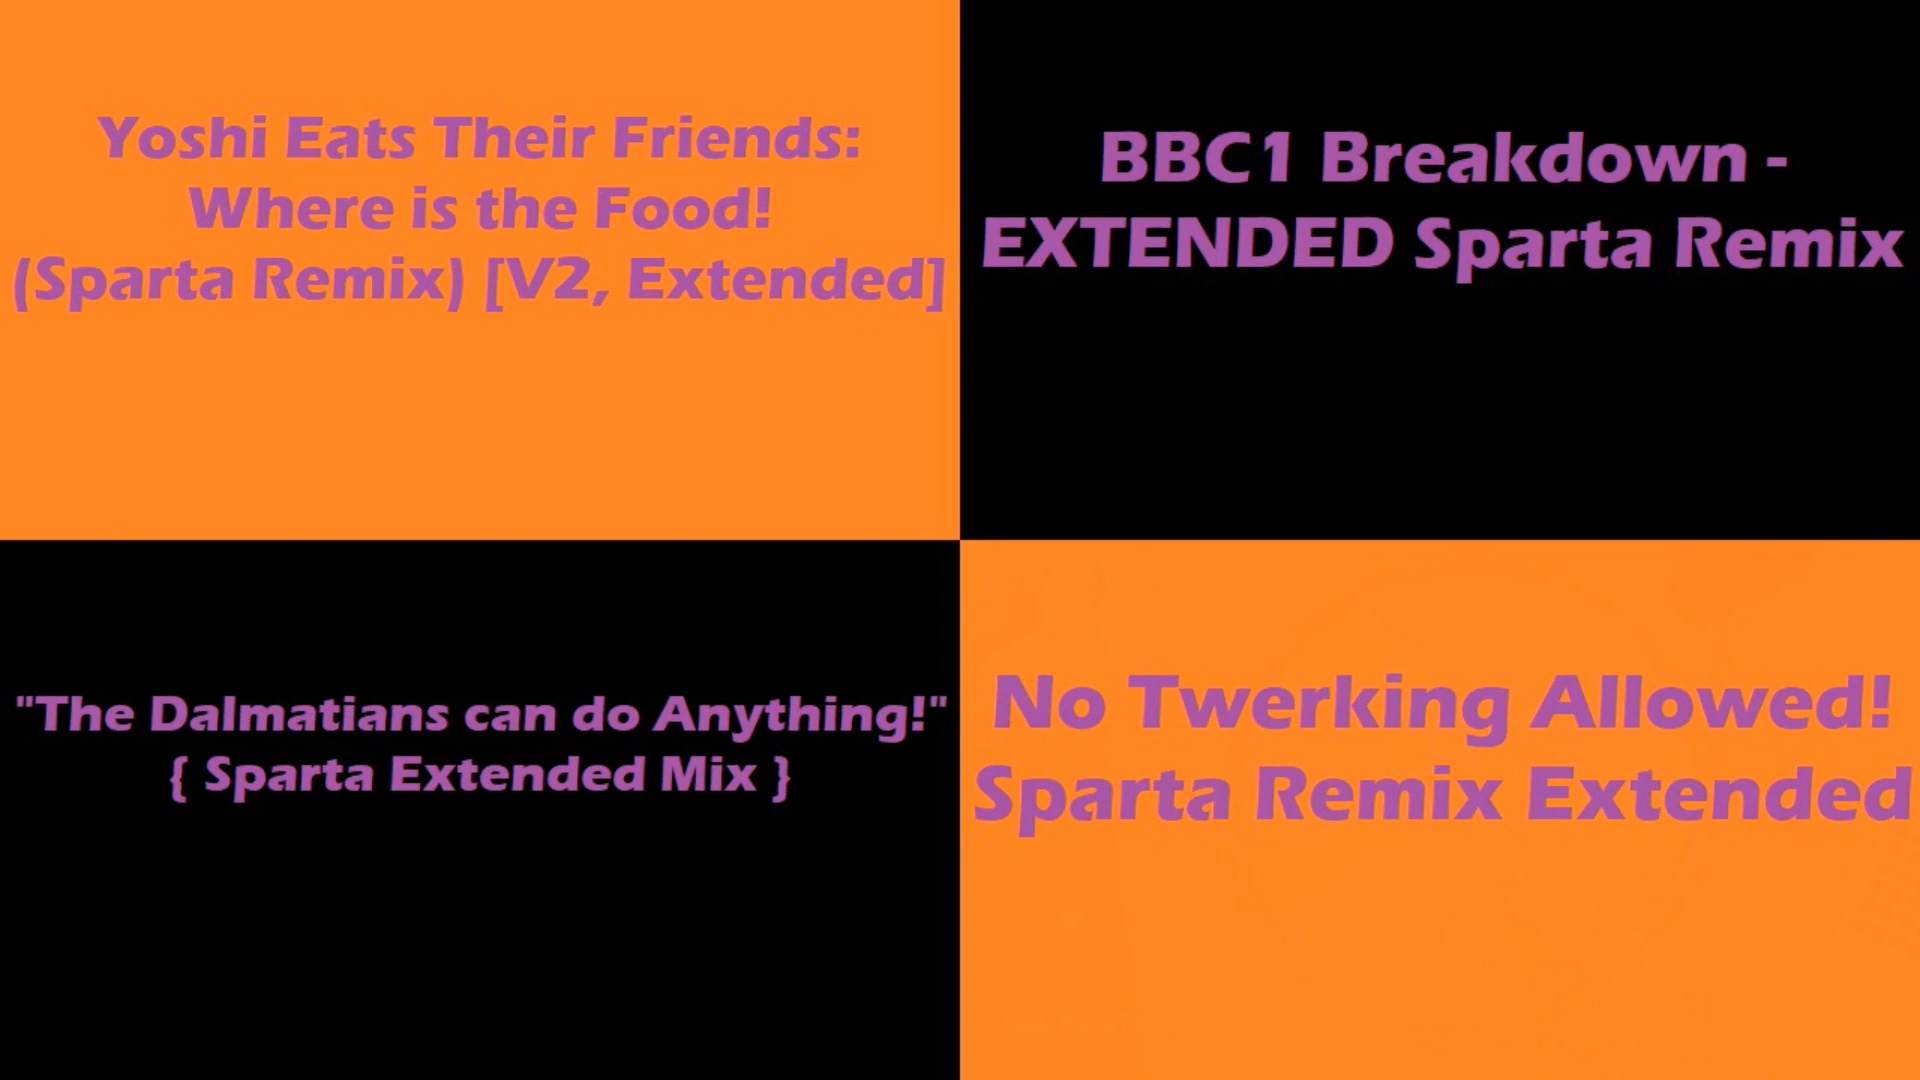 Yoshi Eats Their Friends:
Where is the Food!
(Sparta Remix) [V2, Extended]
BBC1 Breakdown -
EXTENDED Sparta Remix
"The Dalmatians can do Anything!"
{ Sparta Extended Mix }
No Twerking Allowed!
Sparta Remix Extended